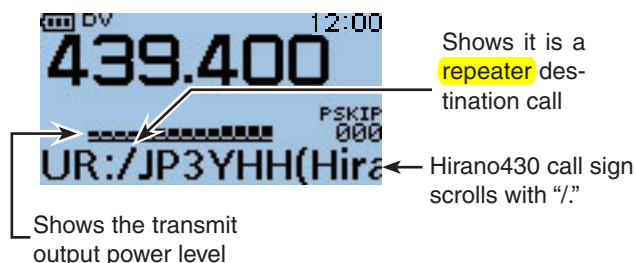 DV 12:00
439.400
PSKIP
000
UR:/JP3YHH(Hira
Shows it is a
repeater des-
tination call
Hirano430 call sign
scrolls with “/.”
Shows the transmit
output power level